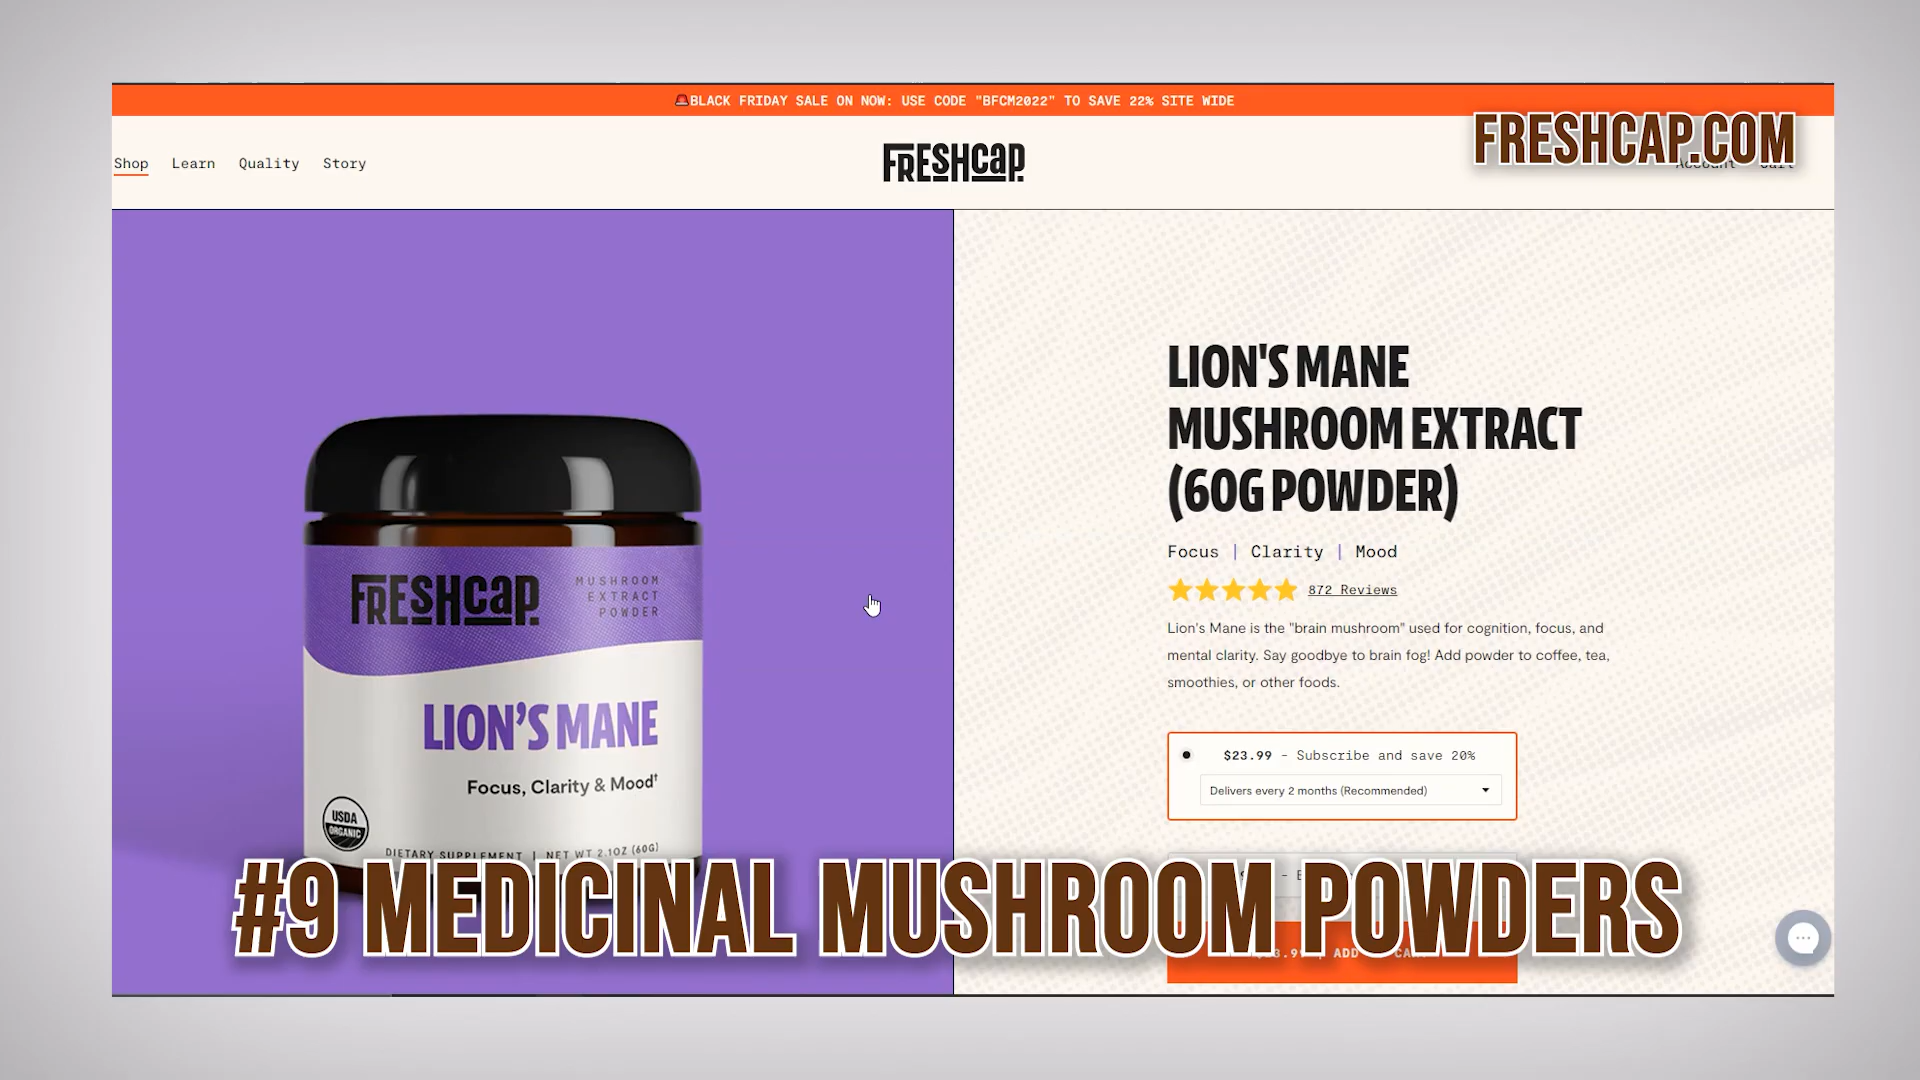 BLACK FRIDAY SALE ON NOW: USE CODE "BFCM2022" TO SAVE 22% SITE WIDE
FRESHCAP.COM
Shop Learn Quality Story
FRESHCAP.
Account Cart
LION'S MANE
MUSHROOM EXTRACT
(60G POWDER)
Focus | Clarity | Mood
872 Reviews
Lion's Mane is the "brain mushroom" used for cognition, focus, and
mental clarity. Say goodbye to brain fog! Add powder to coffee, tea,
smoothies, or other foods.
$23.99 - Subscribe and save 20%
Delivers every 2 months (Recommended)
FRESHCAP.
MUSHROOM
EXTRACT
POWDER
LION'S MANE
Focus, Clarity & Mood†
USDA
ORGANIC
DIETARY SUPPLEMENT | NET WT 2.1OZ (60G)
#9 MEDICINAL MUSHROOM POWDERS
ADD